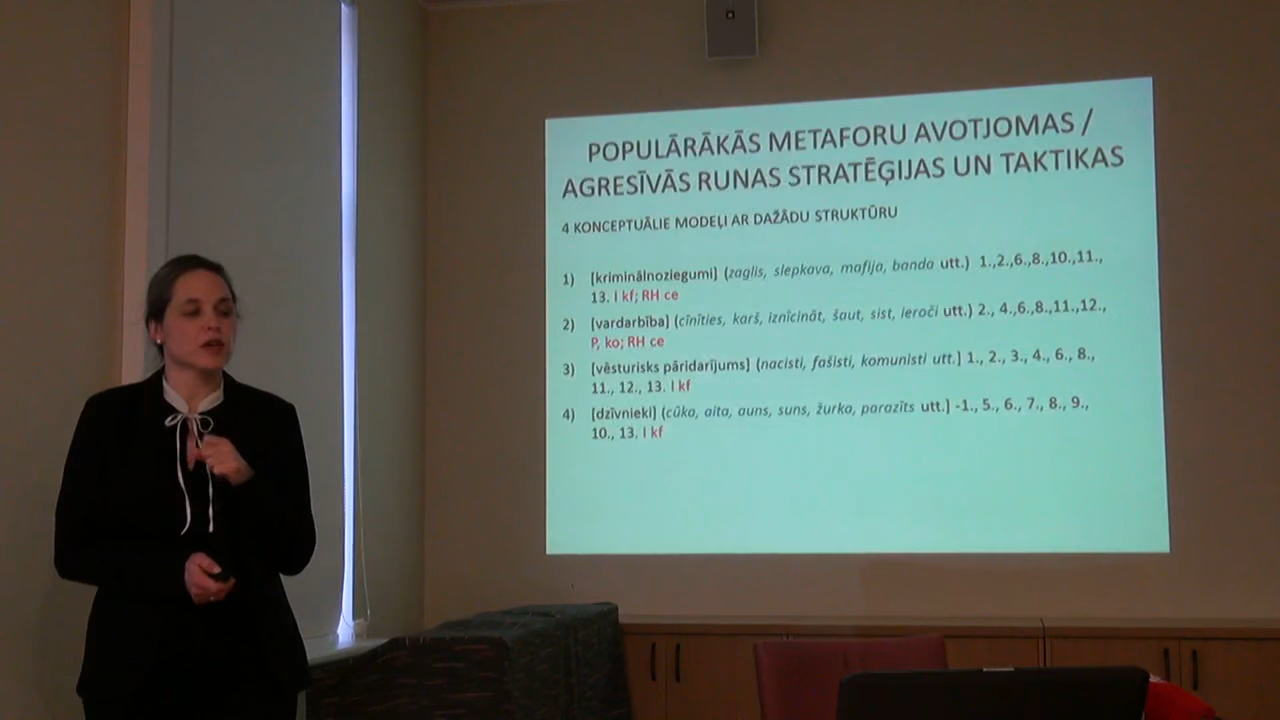 POPULĀRĀKĀS METAFORU AVOTJOMAS /
AGRESĪVĀS RUNAS STRATĒĢIJAS UN TAKTIKAS
4 KONCEPTUĀLIE MODEĻI AR DAŽĀDU STRUKTŪRU
1) [kriminālnoziegumi] (zaglis, slepkava, mafija, banda utt.) 1.,2.,6.,8.,10.,11.,
13. I kf; RH ce
2) [vardarbība] (cīnīties, karš, iznīcināt, šaut, sist, ieroči utt.) 2., 4.,6.,8.,11.,12.,
P, ko; RH ce
3) [vēsturisks pāridarījums] (nacisti, fašisti, komunisti utt.] 1., 2., 3., 4., 6., 8.,
11., 12., 13. I kf
4) [dzīvnieki] (cūka, aita, auns, suns, žurka, parazīts utt.] -1., 5., 6., 7., 8., 9.,
10., 13. I kf